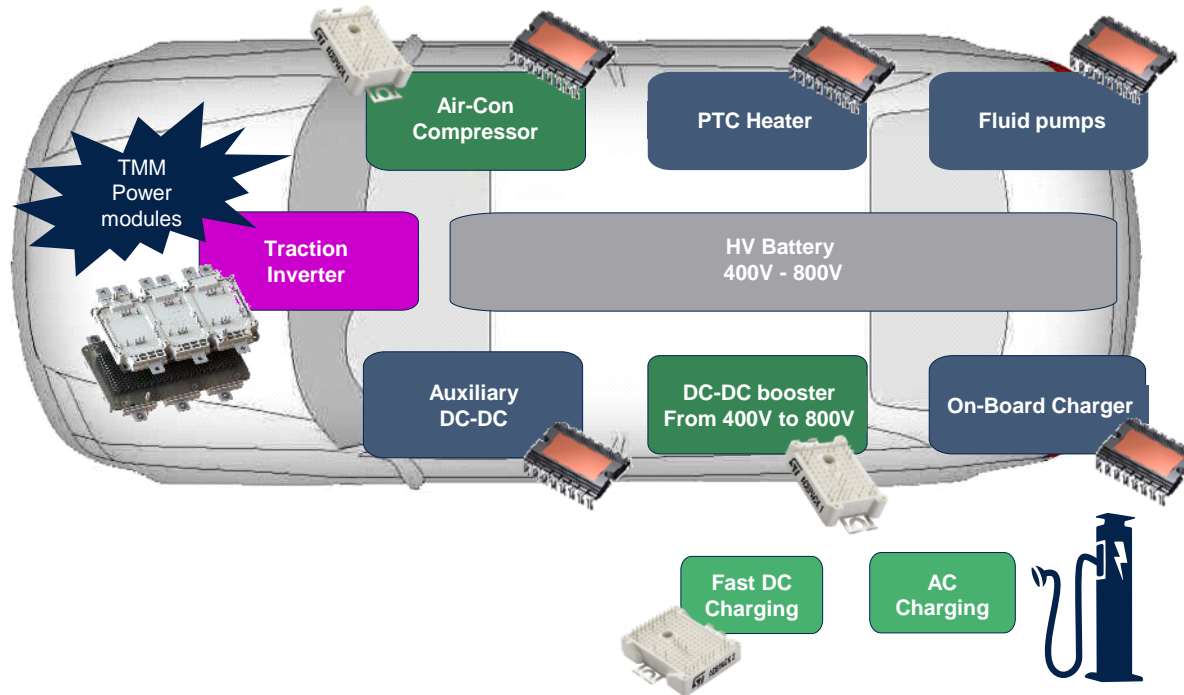 Air-Con
Compressor
PTC Heater
Fluid pumps
TMM
Power
modules
Traction
Inverter
HV Battery
400V - 800V
Auxiliary
DC-DC
DC-DC booster
From 400V to 800V
On-Board Charger
Fast DC
Charging
AC
Charging